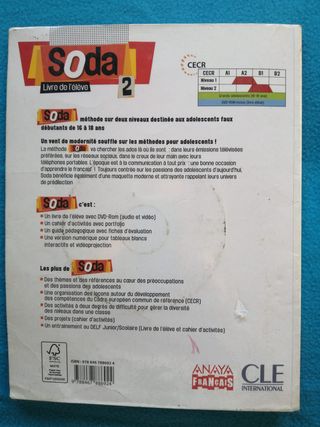 Soda
Livre de l'élève 2
CECR
CECR A1 A2 B1 B2
Niveau 1
Niveau 2
Grands adolescents (16-18 ans)
Soda méthode sur deux niveaux destinée aux adolescents faux
débutants de 16 à 18 ans
Un vent de modernité souffle sur les méthodes pour adolescents !
La méthode Soda va chercher les ados là où ils sont : dans leurs émissions télévisées
préférées, sur les réseaux sociaux, dans le creux de leur main avec leurs
téléphones portables. L'époque est à la communication à tout prix : une bonne occasion
d'apprendre le français ! Toujours centrée sur les passions des adolescents d'aujourd'hui,
Soda bénéficie également d'une maquette moderne et attrayante rappelant leurs univers
de prédilection
Soda c'est :
Un livre de l'élève avec DVD-Rom (audio et vidéo)
Un cahier d'activités avec portfolio
Un guide pédagogique avec fiches d'évaluation
Une version numérique pour tableaux blancs
interactifs et vidéoprojection
Les plus de Soda
Des thèmes et des références au cœur des préoccupations
et des passions des adolescents
Une organisation des leçons autour du développement
des compétences du Cadre européen commun de référence (CECR)
Des activités à deux degrés de difficulté pour gérer la diversité
des niveaux dans une classe
Des projets (cahier d'activités)
Un entraînement au DELF Junior/Scolaire (Livre de l'élève et cahier d'activités)
FSC
ANAYA
FRANÇAIS
CLE
INTERNATIONAL